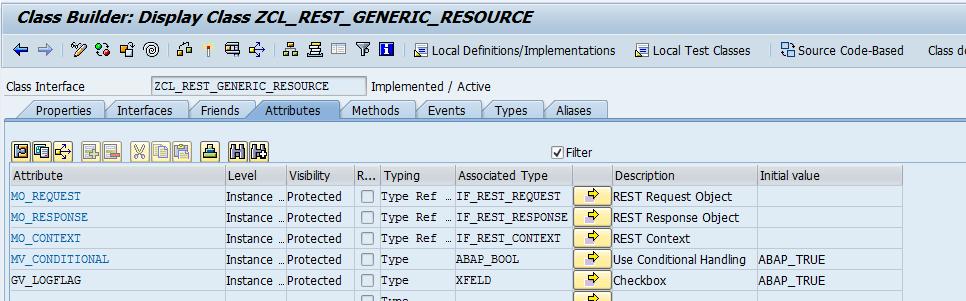 Class Builder: Display Class ZCL_REST_GENERIC_RESOURCE
Local Definitions/Implementations Local Test Classes Source Code-Based Class d
Class Interface ZCL_REST_GENERIC_RESOURCE Implemented / Active
Properties Interfaces Friends Attributes Methods Events Types Aliases
Filter
Attribute Level Visibility R... Typing Associated Type Description Initial value
MO_REQUEST Instance … Protected Type Ref … IF_REST_REQUEST REST Request Object
MO_RESPONSE Instance … Protected Type Ref … IF_REST_RESPONSE REST Response Object
MO_CONTEXT Instance … Protected Type Ref … IF_REST_CONTEXT REST Context
MV_CONDITIONAL Instance … Protected Type ABAP_BOOL Use Conditional Handling ABAP_TRUE
GV_LOGFLAG Instance … Protected Type XFELD Checkbox ABAP_TRUE
Type